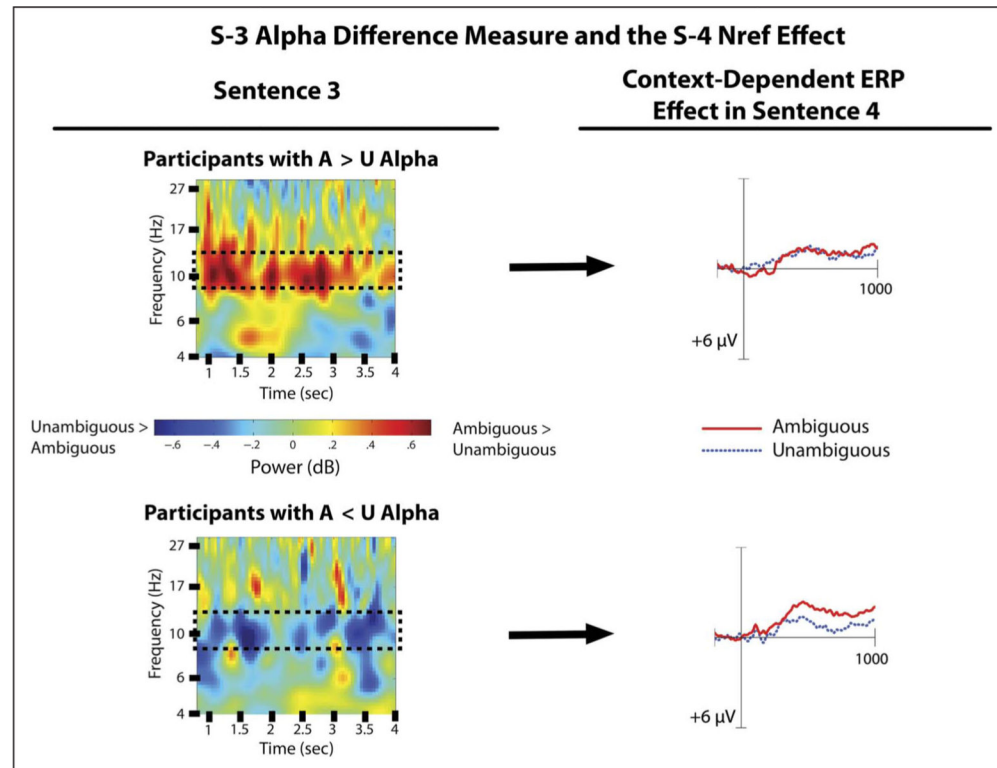 S-3 Alpha Difference Measure and the S-4 Nref Effect
Sentence 3
Context-Dependent ERP
Effect in Sentence 4
Participants with A > U Alpha
27
17
10
6
4
Frequency (Hz)
1 1.5 2 2.5 3 3.5 4
Time (sec)
1000
+6 µV
Unambiguous >
Ambiguous
-.6 -.4 -.2 0 .2 .4 .6
Power (dB)
Ambiguous >
Unambiguous
Ambiguous
Unambiguous
Participants with A < U Alpha
27
17
10
6
4
Frequency (Hz)
1 1.5 2 2.5 3 3.5 4
Time (sec)
1000
+6 µV